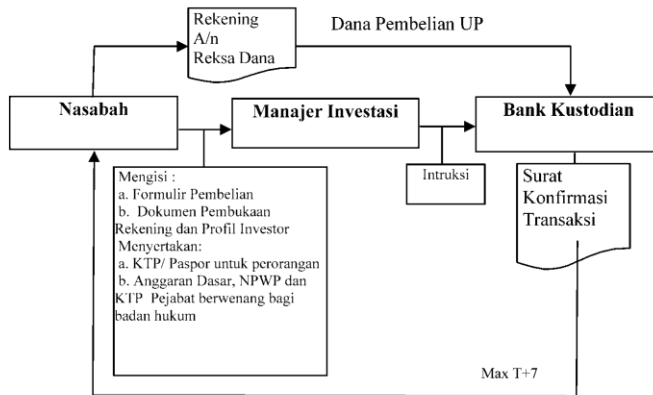 Rekening
A/n
Reksa Dana
Dana Pembelian UP
Nasabah
Manajer Investasi
Bank Kustodian
Mengisi :
a. Formulir Pembelian
b. Dokumen Pembukaan
Rekening dan Profil Investor
Menyertakan:
a. KTP/ Paspor untuk perorangan
b. Anggaran Dasar, NPWP dan
KTP Pejabat berwenang bagi
badan hukum
Intruksi
Surat
Konfirmasi
Transaksi
Max T+7